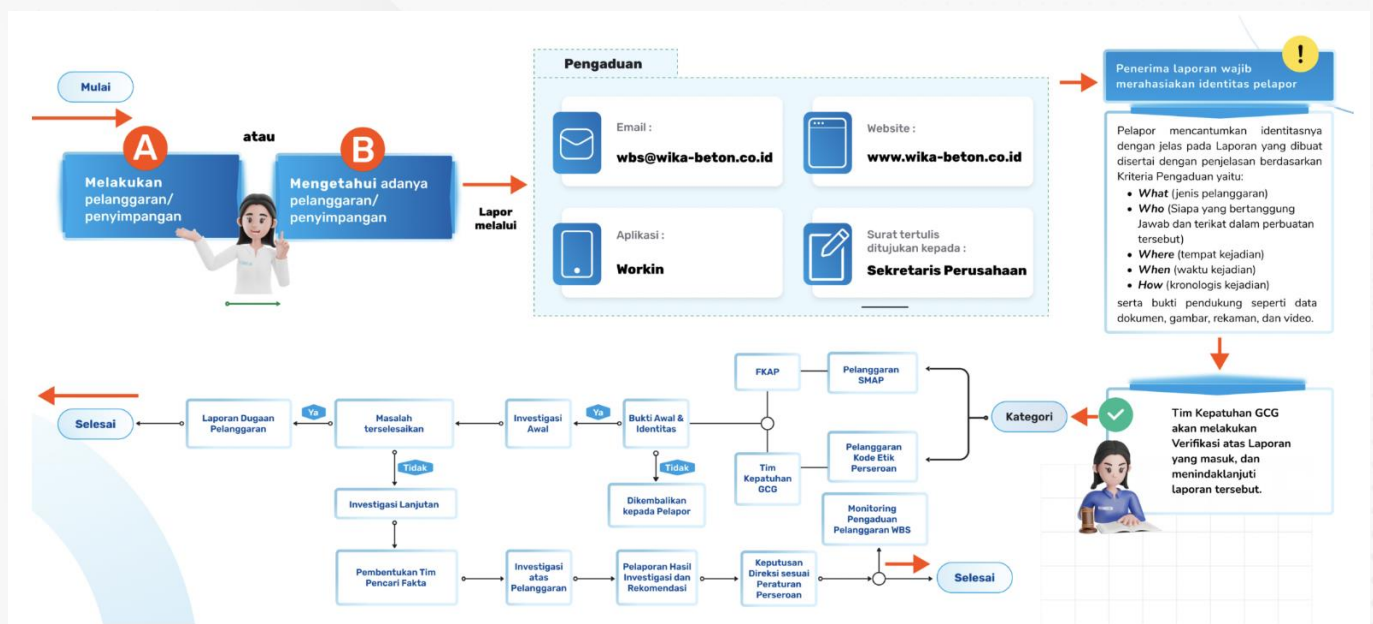 Mulai
atau
A
Melakukan
pelanggaran/
penyimpangan
B
Mengetahui adanya
pelanggaran/
penyimpangan
Lapor
melalui
Pengaduan
Email :
wbs@wika-beton.co.id
Website :
www.wika-beton.co.id
Aplikasi :
Workin
Surat tertulis
ditujukan kepada :
Sekretaris Perusahaan
!
Penerima laporan wajib
merahasiakan identitas pelapor
Pelapor mencantumkan identitasnya
dengan jelas pada Laporan yang dibuat
disertai dengan penjelasan berdasarkan
Kriteria Pengaduan yaitu:
• What (jenis pelanggaran)
• Who (Siapa yang bertanggung
Jawab dan terikat dalam perbuatan
tersebut)
• Where (tempat kejadian)
• When (waktu kejadian)
• How (kronologis kejadian)
serta bukti pendukung seperti data
dokumen, gambar, rekaman, dan video.
Tim Kepatuhan GCG
akan melakukan
Verifikasi atas Laporan
yang masuk, dan
menindaklanjuti
laporan tersebut.
Kategori
Pelanggaran
SMAP
FKAP
Pelanggaran
Kode Etik
Perseroan
Tim
Kepatuhan
GCG
Bukti Awal &
Identitas
Ya
Tidak
Dikembalikan
kepada Pelapor
Investigasi
Awal
Masalah
terselesaikan
Ya
Laporan Dugaan
Pelanggaran
Selesai
Tidak
Investigasi Lanjutan
Pembentukan Tim
Pencari Fakta
Investigasi
atas
Pelanggaran
Pelaporan Hasil
Investigasi dan
Rekomendasi
Keputusan
Direksi sesuai
Peraturan
Perseroan
Monitoring
Pengaduan
Pelanggaran WBS
Selesai